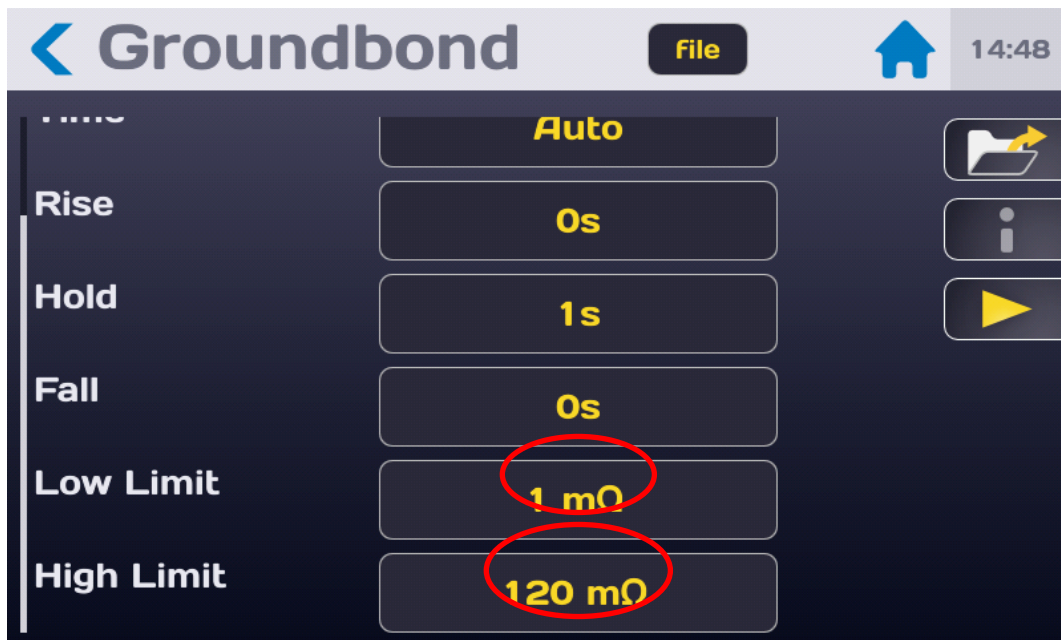 Groundbond
file
14:48
Time
Auto
Rise
0s
Hold
1s
Fall
0s
Low Limit
1 mΩ
High Limit
120 mΩ